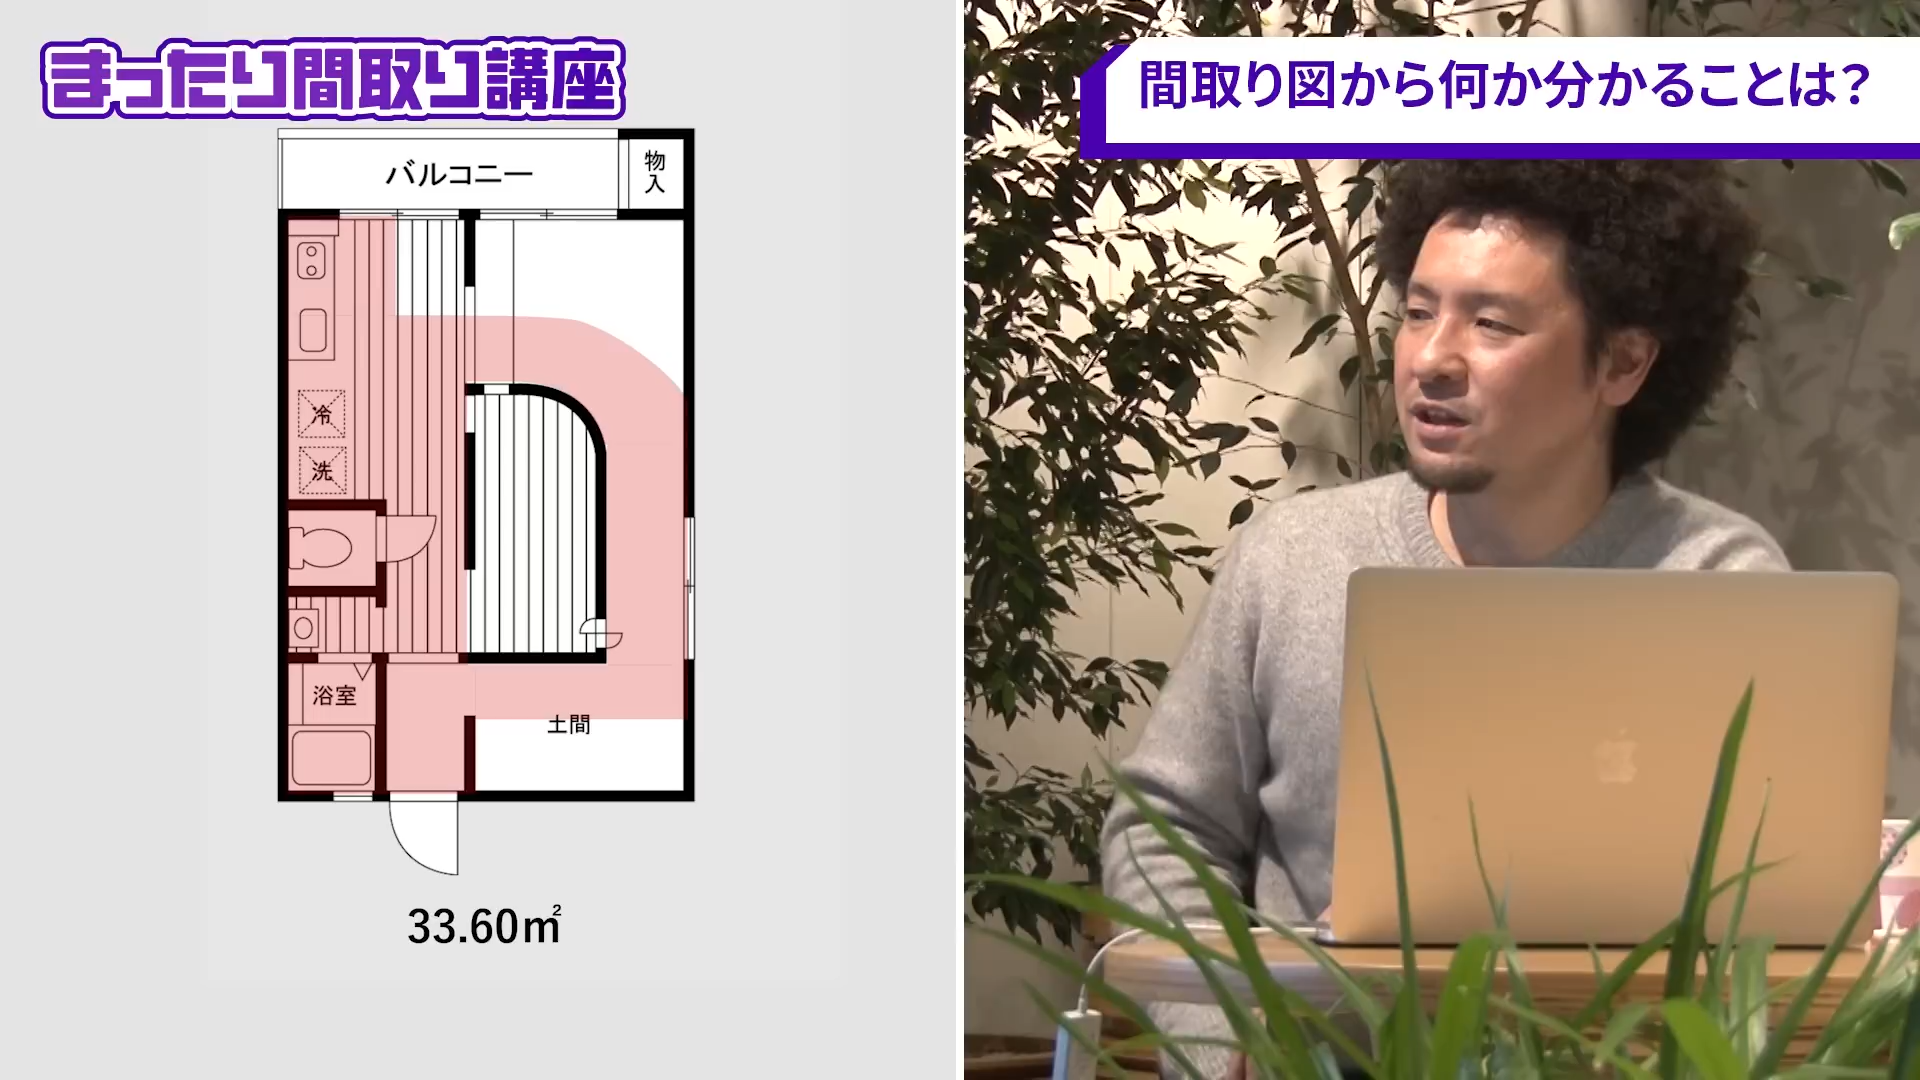 まったり間取り講座
間取り図から何か分かることは？
バルコニー
物入
冷
洗
浴室
土間
33.60㎡